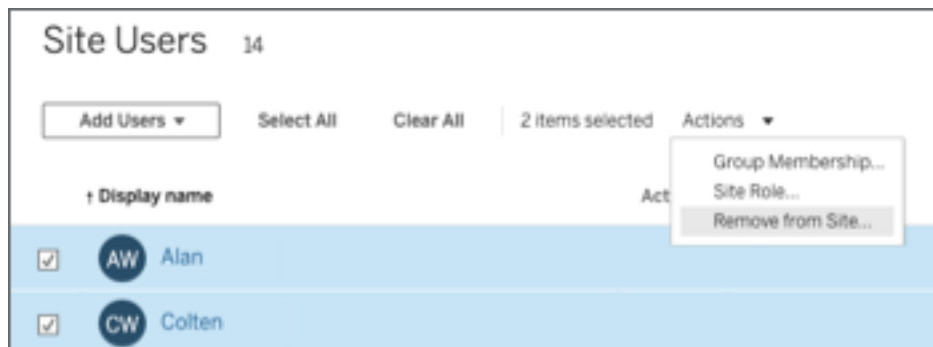 Site Users 14
Add Users Select All Clear All 2 items selected Actions
Group Membership...
Site Role...
Remove from Site...
↑ Display name Act
AW Alan
CW Colten